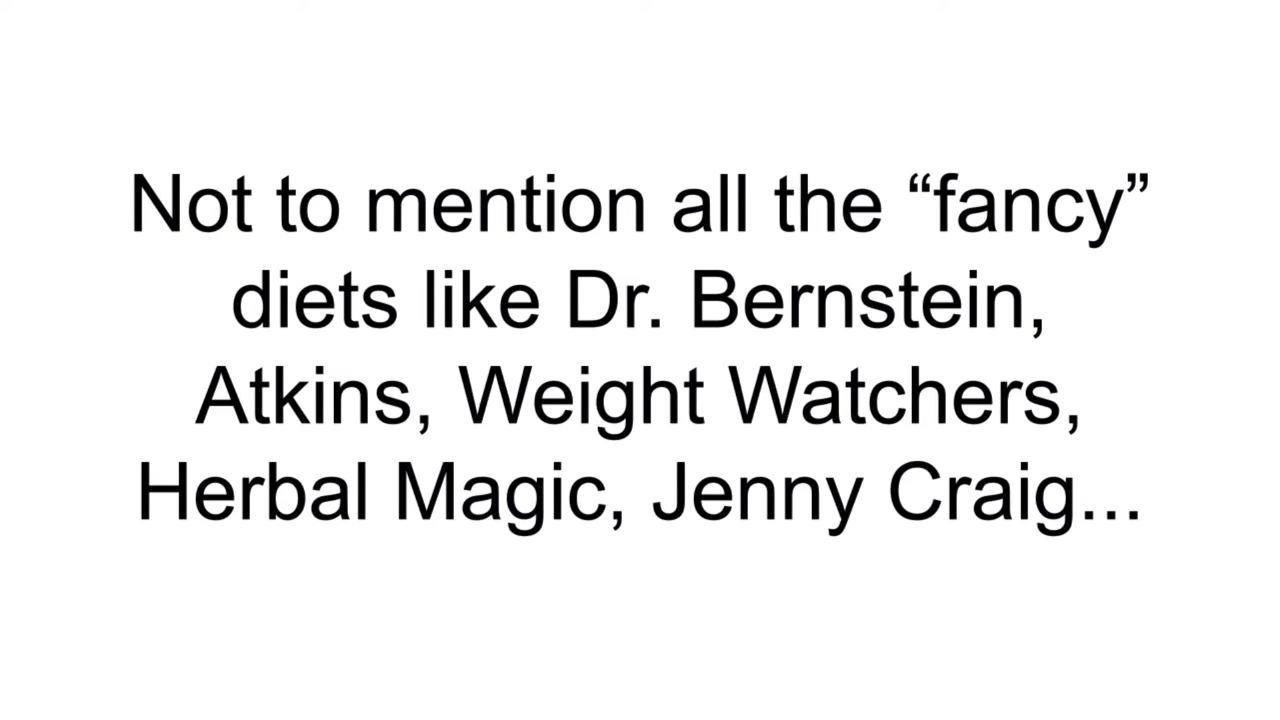 Not to mention all the “fancy”
diets like Dr. Bernstein,
Atkins, Weight Watchers,
Herbal Magic, Jenny Craig...